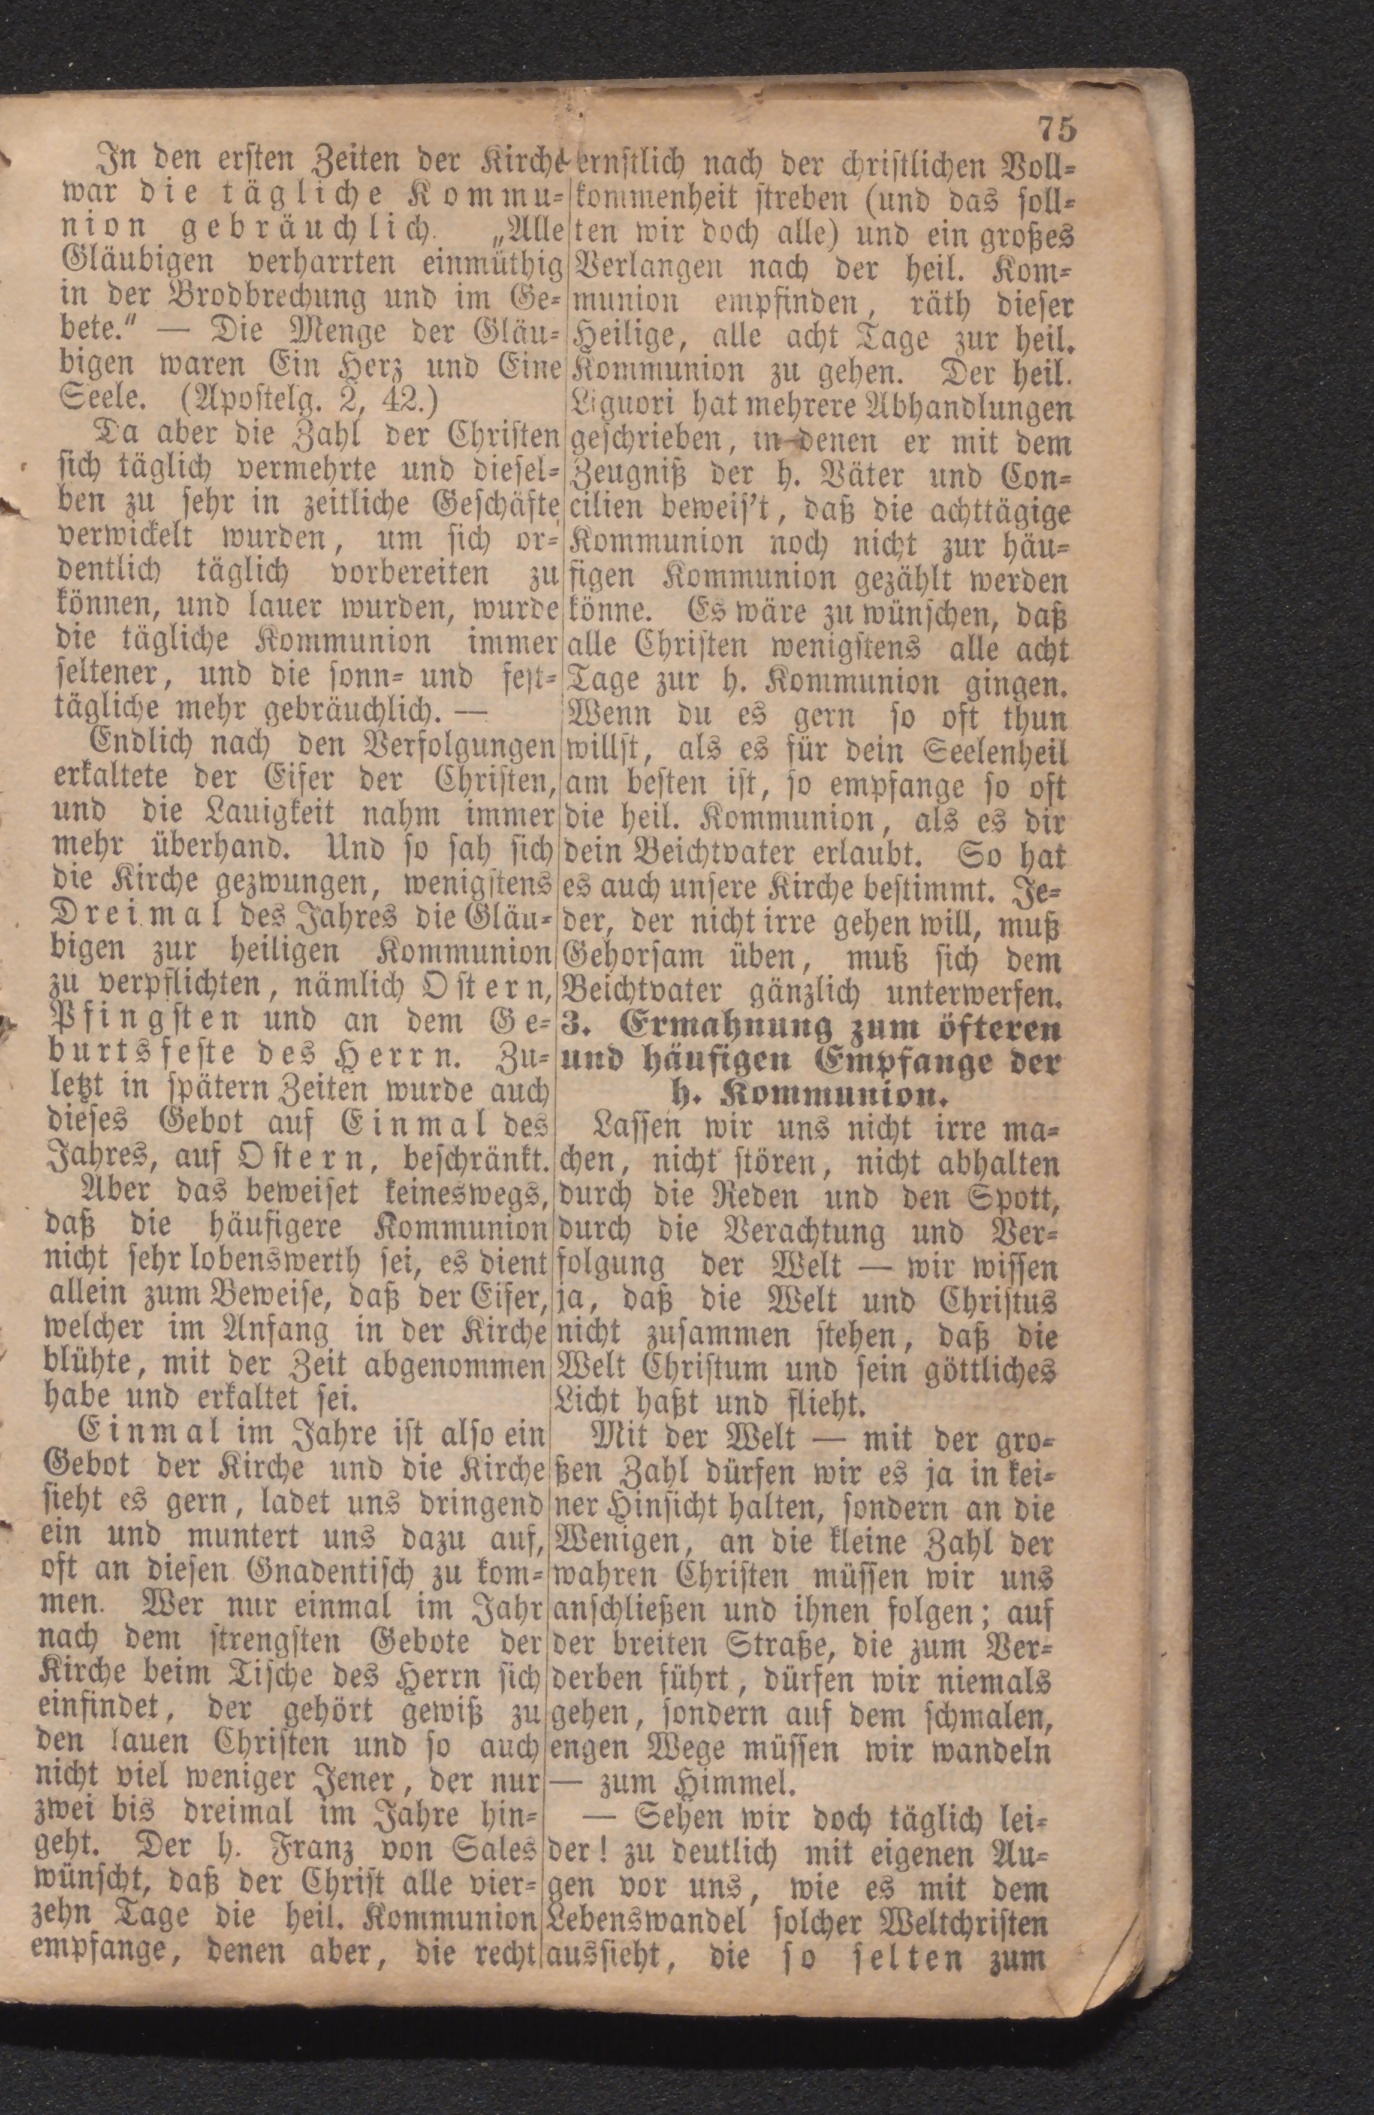 75
In den ersten Zeiten der Kirche
war die tägliche Kommu-
nion gebräuchlich. „Alle
Gläubigen verharrten einmüthig
in der Brodbrechung und im Ge-
bete.“ — Die Menge der Gläu-
bigen waren Ein Herz und Eine
Seele. (Apostelg. 2, 42.)
Da aber die Zahl der Christen
sich täglich vermehrte und diesel-
ben zu sehr in zeitliche Geschäfte
verwickelt wurden, um sich or-
dentlich täglich vorbereiten zu
können, und lauer wurden, wurde
die tägliche Kommunion immer
seltener, und die sonn- und fest-
tägliche mehr gebräuchlich. —
Endlich nach den Verfolgungen
erkaltete der Eifer der Christen,
und die Lauigkeit nahm immer
mehr überhand. Und so sah sich
die Kirche gezwungen, wenigstens
Dreimal des Jahres die Gläu-
bigen zur heiligen Kommunion
zu verpflichten, nämlich Ostern,
Pfingsten und an dem Ge-
burtsfeste des Herrn. Zu-
letzt in spätern Zeiten wurde auch
dieses Gebot auf Einmal des
Jahres, auf Ostern, beschränkt.
Aber das beweiset keineswegs,
daß die häufigere Kommunion
nicht sehr lobenswerth sei, es dient
allein zum Beweise, daß der Eifer,
welcher im Anfang in der Kirche
blühte, mit der Zeit abgenommen
habe und erkaltet sei.
Einmal im Jahre ist also ein
Gebot der Kirche und die Kirche
sieht es gern, ladet uns dringend
ein und muntert uns dazu auf,
oft an diesen Gnadentisch zu kom-
men. Wer nur einmal im Jahr
nach dem strengsten Gebote der
Kirche beim Tische des Herrn sich
einfindet, der gehört gewiß zu
den lauen Christen und so auch
nicht viel weniger Jener, der nur
zwei bis dreimal im Jahre hin-
geht. Der h. Franz von Sales
wünscht, daß der Christ alle vier-
zehn Tage die heil. Kommunion
empfange, denen aber, die recht
ernstlich nach der christlichen Voll-
kommenheit streben (und das soll-
ten wir doch alle) und ein großes
Verlangen nach der heil. Kom-
munion empfinden, räth dieser
Heilige, alle acht Tage zur heil.
Kommunion zu gehen. Der heil.
Liguori hat mehrere Abhandlungen
geschrieben, in denen er mit dem
Zeugniß der h. Väter und Con-
cilien beweis't, daß die achttägige
Kommunion noch nicht zur häu-
figen Kommunion gezählt werden
könne. Es wäre zu wünschen, daß
alle Christen wenigstens alle acht
Tage zur h. Kommunion gingen.
Wenn du es gern so oft thun
willst, als es für dein Seelenheil
am besten ist, so empfange so oft
die heil. Kommunion, als es dir
dein Beichtvater erlaubt. So hat
es auch unsere Kirche bestimmt. Je-
der, der nicht irre gehen will, muß
Gehorsam üben, muß sich dem
Beichtvater gänzlich unterwerfen.
3. Ermahnung zum öfteren
und häufigen Empfange der
h. Kommunion.
Lassen wir uns nicht irre ma-
chen, nicht stören, nicht abhalten
durch die Reden und den Spott,
durch die Verachtung und Ver-
folgung der Welt — wir wissen
ja, daß die Welt und Christus
nicht zusammen stehen, daß die
Welt Christum und sein göttliches
Licht haßt und flieht.
Mit der Welt — mit der gro-
ßen Zahl dürfen wir es ja in kei-
ner Hinsicht halten, sondern an die
Wenigen, an die kleine Zahl der
wahren Christen müssen wir uns
anschließen und ihnen folgen; auf
der breiten Straße, die zum Ver-
derben führt, dürfen wir niemals
gehen, sondern auf dem schmalen,
engen Wege müssen wir wandeln
— zum Himmel.
— Sehen wir doch täglich lei-
der! zu deutlich mit eigenen Au-
gen vor uns, wie es mit dem
Lebenswandel solcher Weltchristen
aussieht, die so selten zum